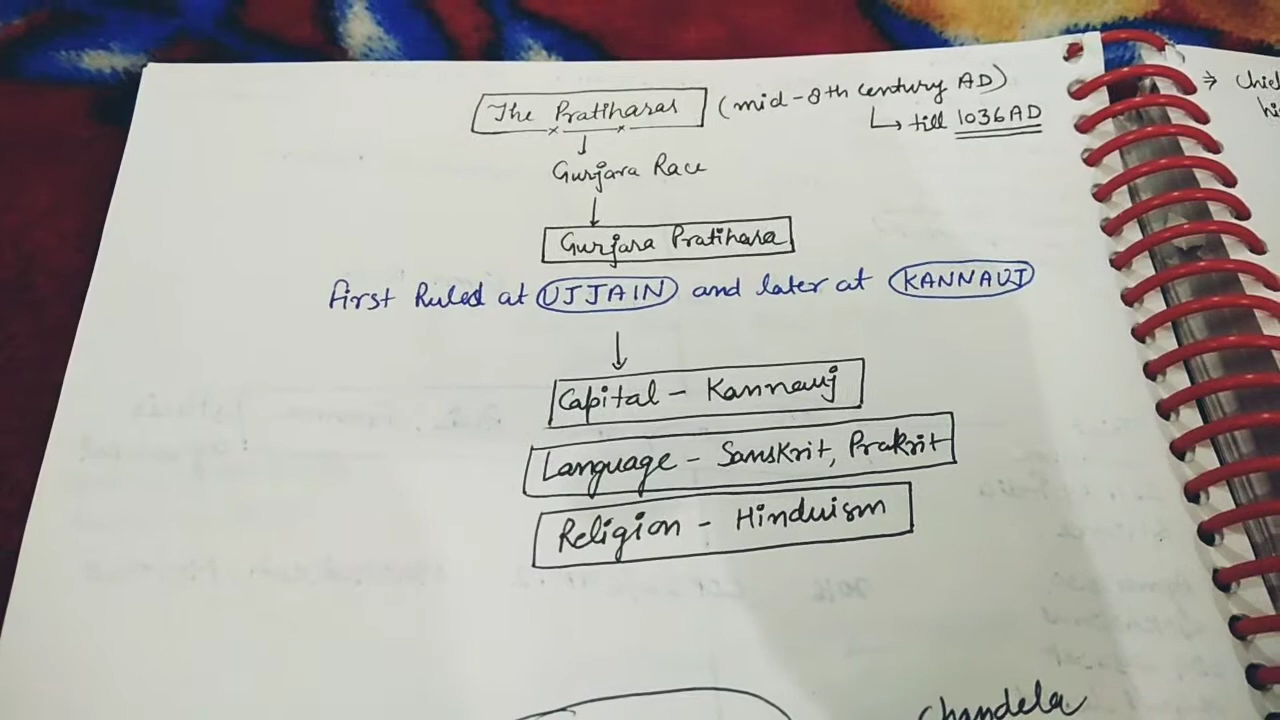 The Pratiharas (mid-8th century AD)
↳ till 1036AD
↓
Gurjara Race
↓
Gurjara Pratihara
First Ruled at UJJAIN and later at KANNAUJ
↓
Capital - Kannauj
Language - Sanskrit, Prakrit
Religion - Hinduism
Chandela
⇒